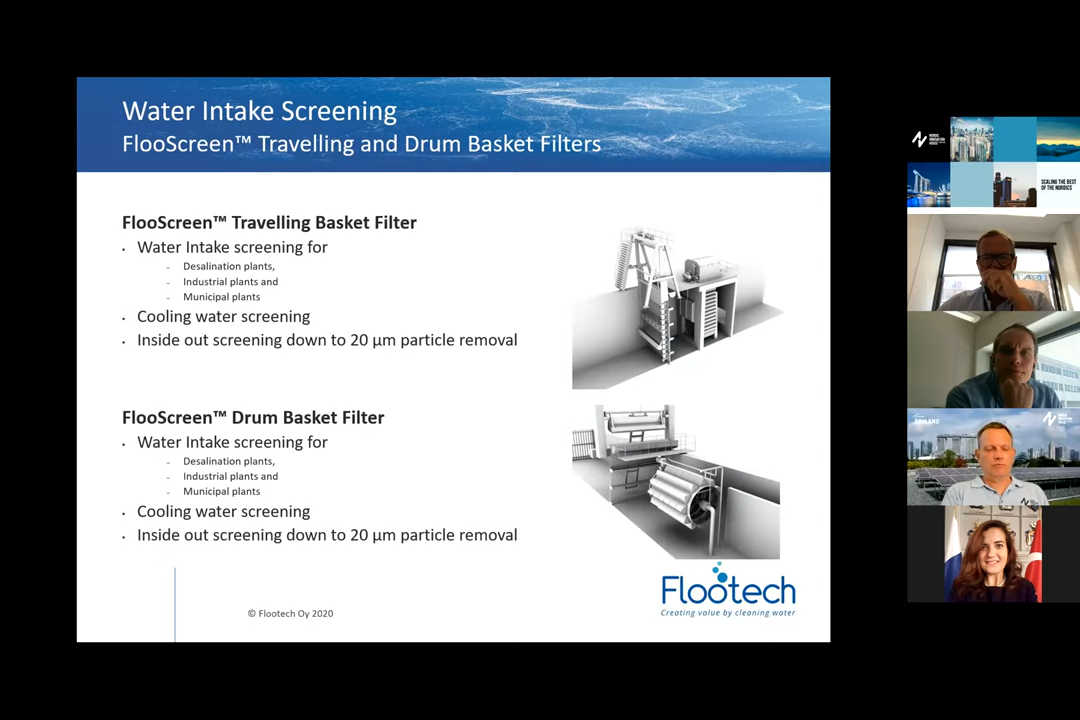 Water Intake Screening
FlooScreen™ Travelling and Drum Basket Filters
FlooScreen™ Travelling Basket Filter
· Water Intake screening for
– Desalination plants,
– Industrial plants and
– Municipal plants
· Cooling water screening
· Inside out screening down to 20 µm particle removal
FlooScreen™ Drum Basket Filter
· Water Intake screening for
– Desalination plants,
– Industrial plants and
– Municipal plants
· Cooling water screening
· Inside out screening down to 20 µm particle removal
© Flootech Oy 2020
Flootech
Creating value by cleaning water
NORDIC
INNOVATION
HOUSE
SCALING THE BEST
OF THE NORDICS